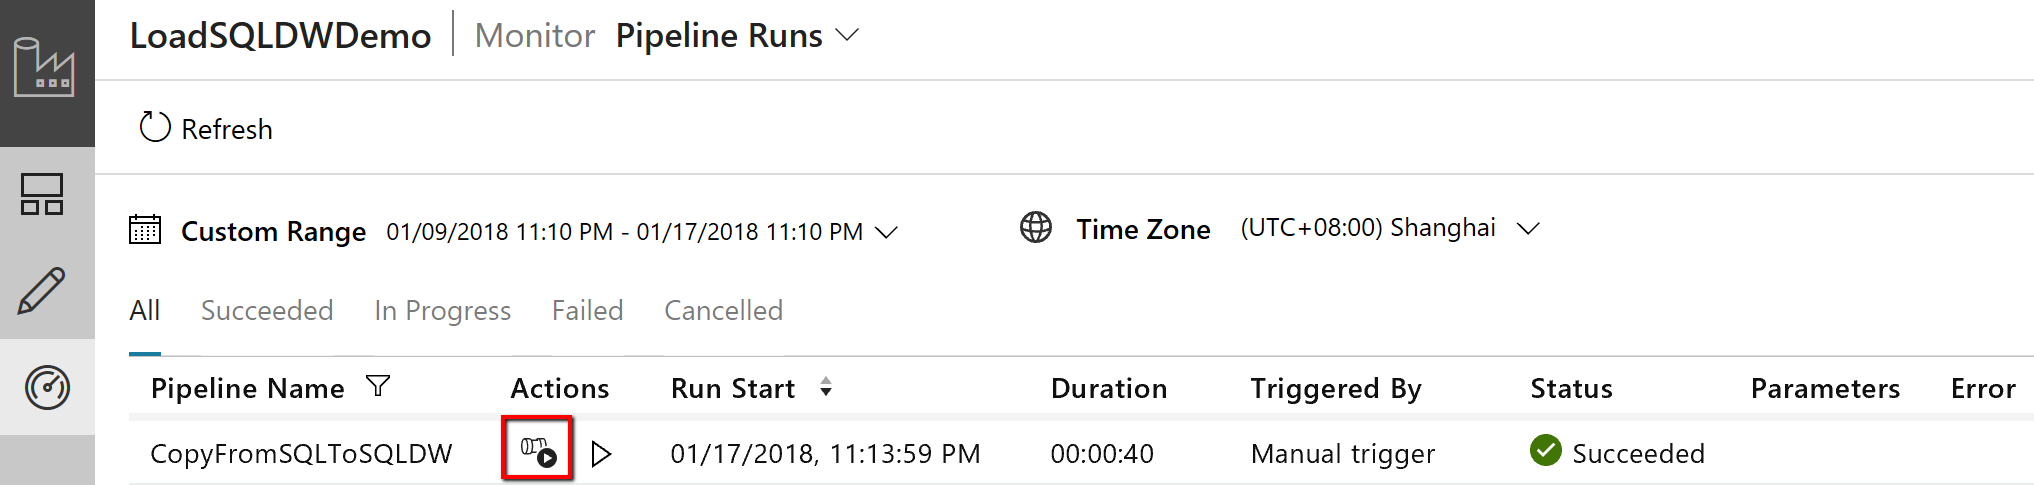 LoadSQLDWDemo Monitor Pipeline Runs
Refresh
Custom Range 01/09/2018 11:10 PM - 01/17/2018 11:10 PM Time Zone (UTC+08:00) Shanghai
All Succeeded In Progress Failed Cancelled
Pipeline Name Actions Run Start Duration Triggered By Status Parameters Error
CopyFromSQLToSQLDW 01/17/2018, 11:13:59 PM 00:00:40 Manual trigger Succeeded